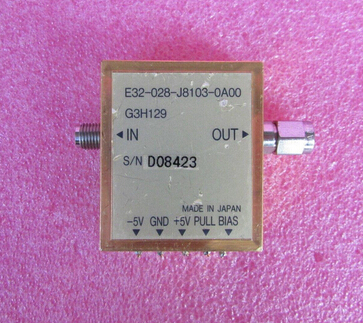 E32-028-J8103-0A00
G3H129
◀IN OUT▶
S/N D08423
MADE IN JAPAN
-5V GND +5V PULL BIAS
▼ ▼ ▼ ▼ ▼